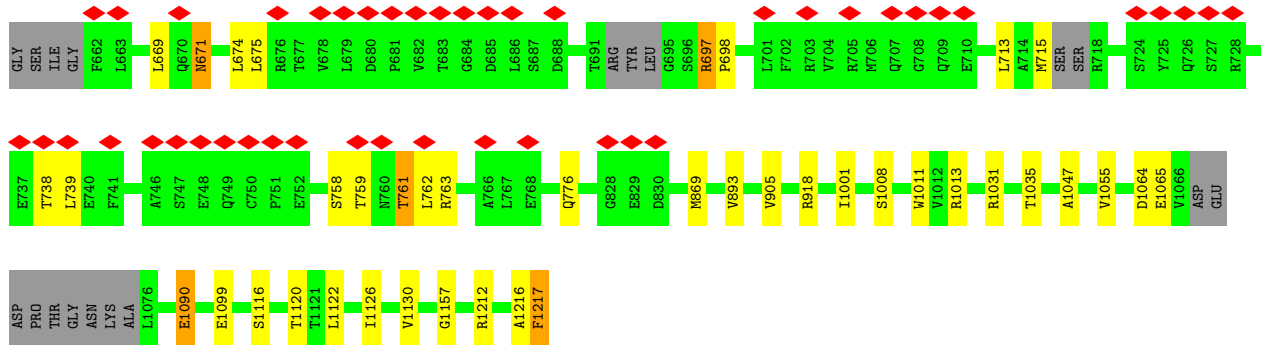 GLY SER ILE GLY F662 L663 L669 Q670 N671 L674 L675 R676 T677 V678 L679 D680 P681 V682 T683 G684 D685 L686 S687 D688 T691 ARG TYR LEU G695 S696 R697 P698 L701 F702 R703 V704 R705 M706 Q707 G708 Q709 E710 L713 A714 M715 SER SER R718 S724 Y725 Q726 S727 R728
E737 T738 L739 E740 F741 A746 S747 E748 Q749 C750 P751 E752 S758 T759 N760 T761 L762 R763 A766 L767 E768 Q776 G828 E829 D830 M869 V893 V905 R918 I1001 S1008 W1011 V1012 R1013 R1031 T1035 A1047 V1055 D1064 E1065 V1066 ASP GLU
ASP PRO THR GLY ASN LYS ALA L1076 E1090 E1099 S1116 T1120 T1121 L1122 I1126 V1130 G1157 R1212 A1216 F1217